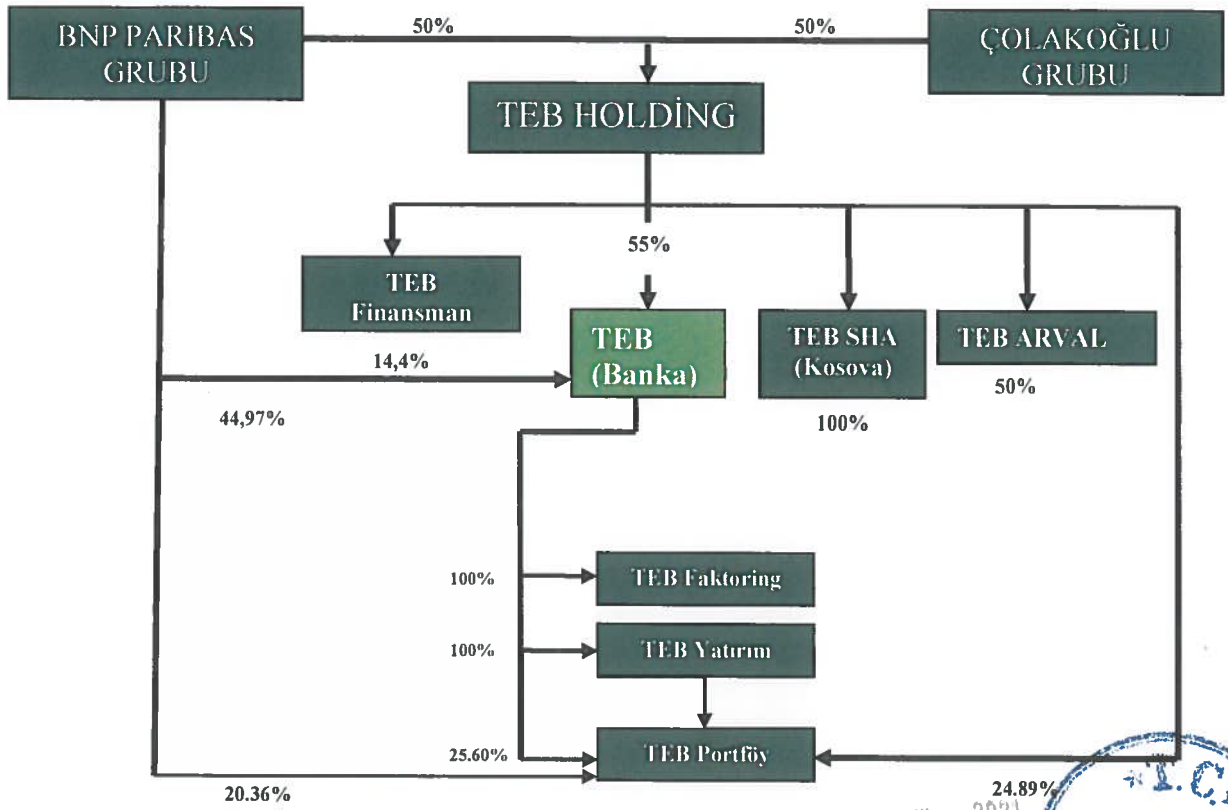 BNP PARIBAS
GRUBU
50%
50%
ÇOLAKOĞLU
GRUBU
TEB HOLDİNG
55%
TEB
Finansman
TEB
(Banka)
TEB SHA
(Kosova)
TEB ARVAL
14,4%
50%
44,97%
100%
100%
TEB Faktoring
100%
TEB Yatırım
25.60%
TEB Portföy
20.36%
24.89%
T.C.